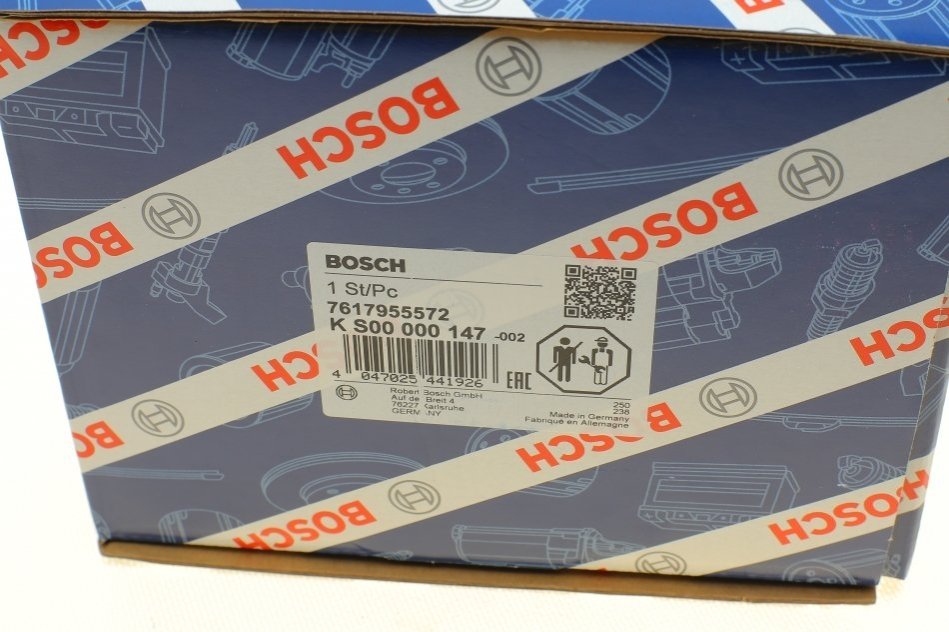 BOSCH
BOSCH
BOSCH
BOSCH
BOSCH
BOSCH
1 St/Pc
7617955572
K S00 000 147 -002
4 047025 441926
EAC
Robert Bosch GmbH
Auf der Breit 4
76227 Karlsruhe
GERMANY
250
238
Made in Germany
Fabriqué en Allemagne
BOSCH
BOSCH
BOSCH
BOSCH